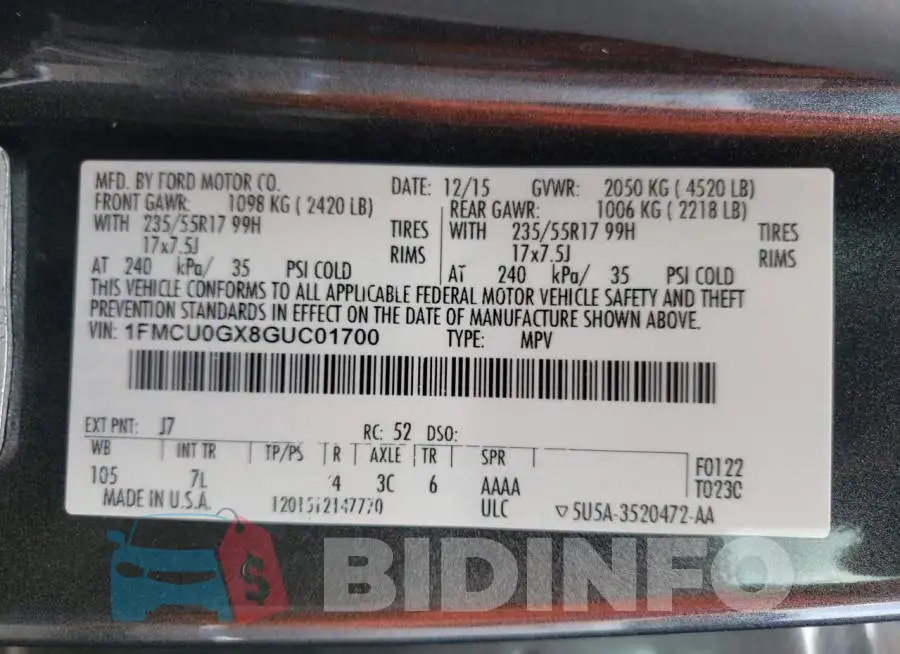 MFD. BY FORD MOTOR CO. DATE: 12/15 GVWR: 2050 KG ( 4520 LB)
FRONT GAWR: 1098 KG ( 2420 LB) REAR GAWR: 1006 KG ( 2218 LB)
WITH 235/55R17 99H TIRES WITH 235/55R17 99H TIRES
17x7.5J RIMS 17x7.5J RIMS
AT 240 kPa/ 35 PSI COLD AT 240 kPa/ 35 PSI COLD
THIS VEHICLE CONFORMS TO ALL APPLICABLE FEDERAL MOTOR VEHICLE SAFETY AND THEFT
PREVENTION STANDARDS IN EFFECT ON THE DATE OF MANUFACTURE SHOWN ABOVE.
VIN: 1FMCU0GX8GUC01700 TYPE: MPV
EXT PNT: J7 RC: 52 DSO:
WB INT TR TP/PS R AXLE TR SPR F0122
105 7L 4 3C 6 AAAA T023C
MADE IN U.S.A. 1201512147770 ULC ▽5U5A-3520472-AA
$ BIDINFO